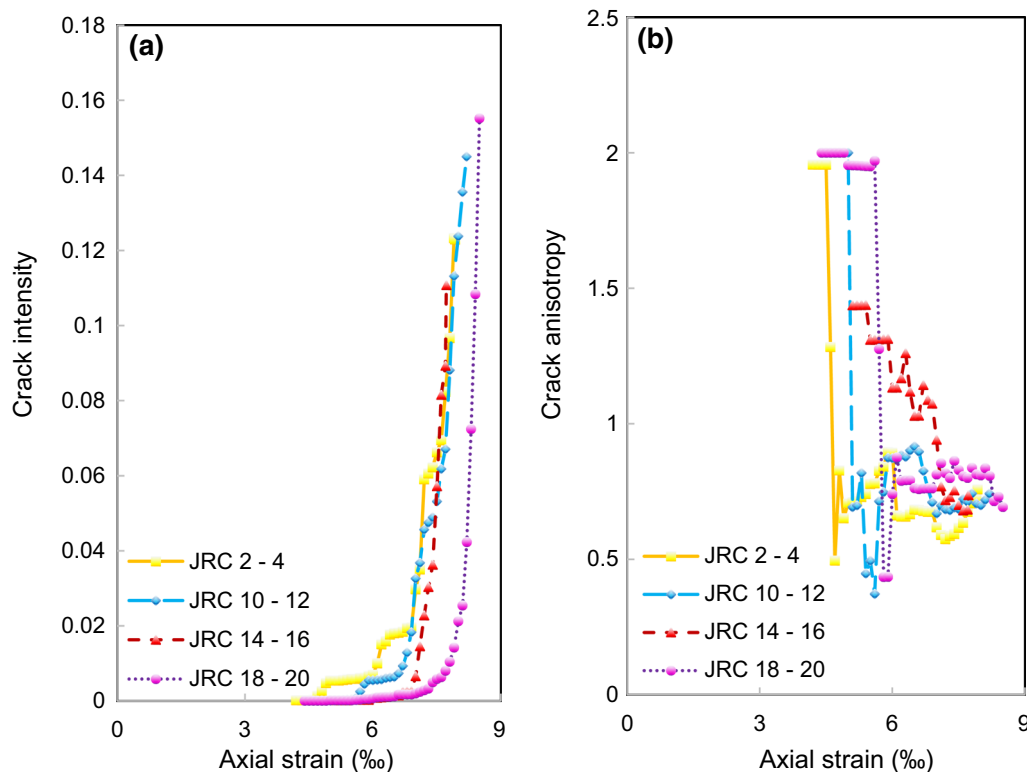 (a)
Crack intensity
0.18
0.16
0.14
0.12
0.1
0.08
0.06
0.04
0.02
0
JRC 2 - 4
JRC 10 - 12
JRC 14 - 16
JRC 18 - 20
0 3 6 9
Axial strain (‰)
(b)
Crack anisotropy
2.5
2
1.5
1
0.5
0
JRC 2 - 4
JRC 10 - 12
JRC 14 - 16
JRC 18 - 20
0 3 6 9
Axial strain (‰)